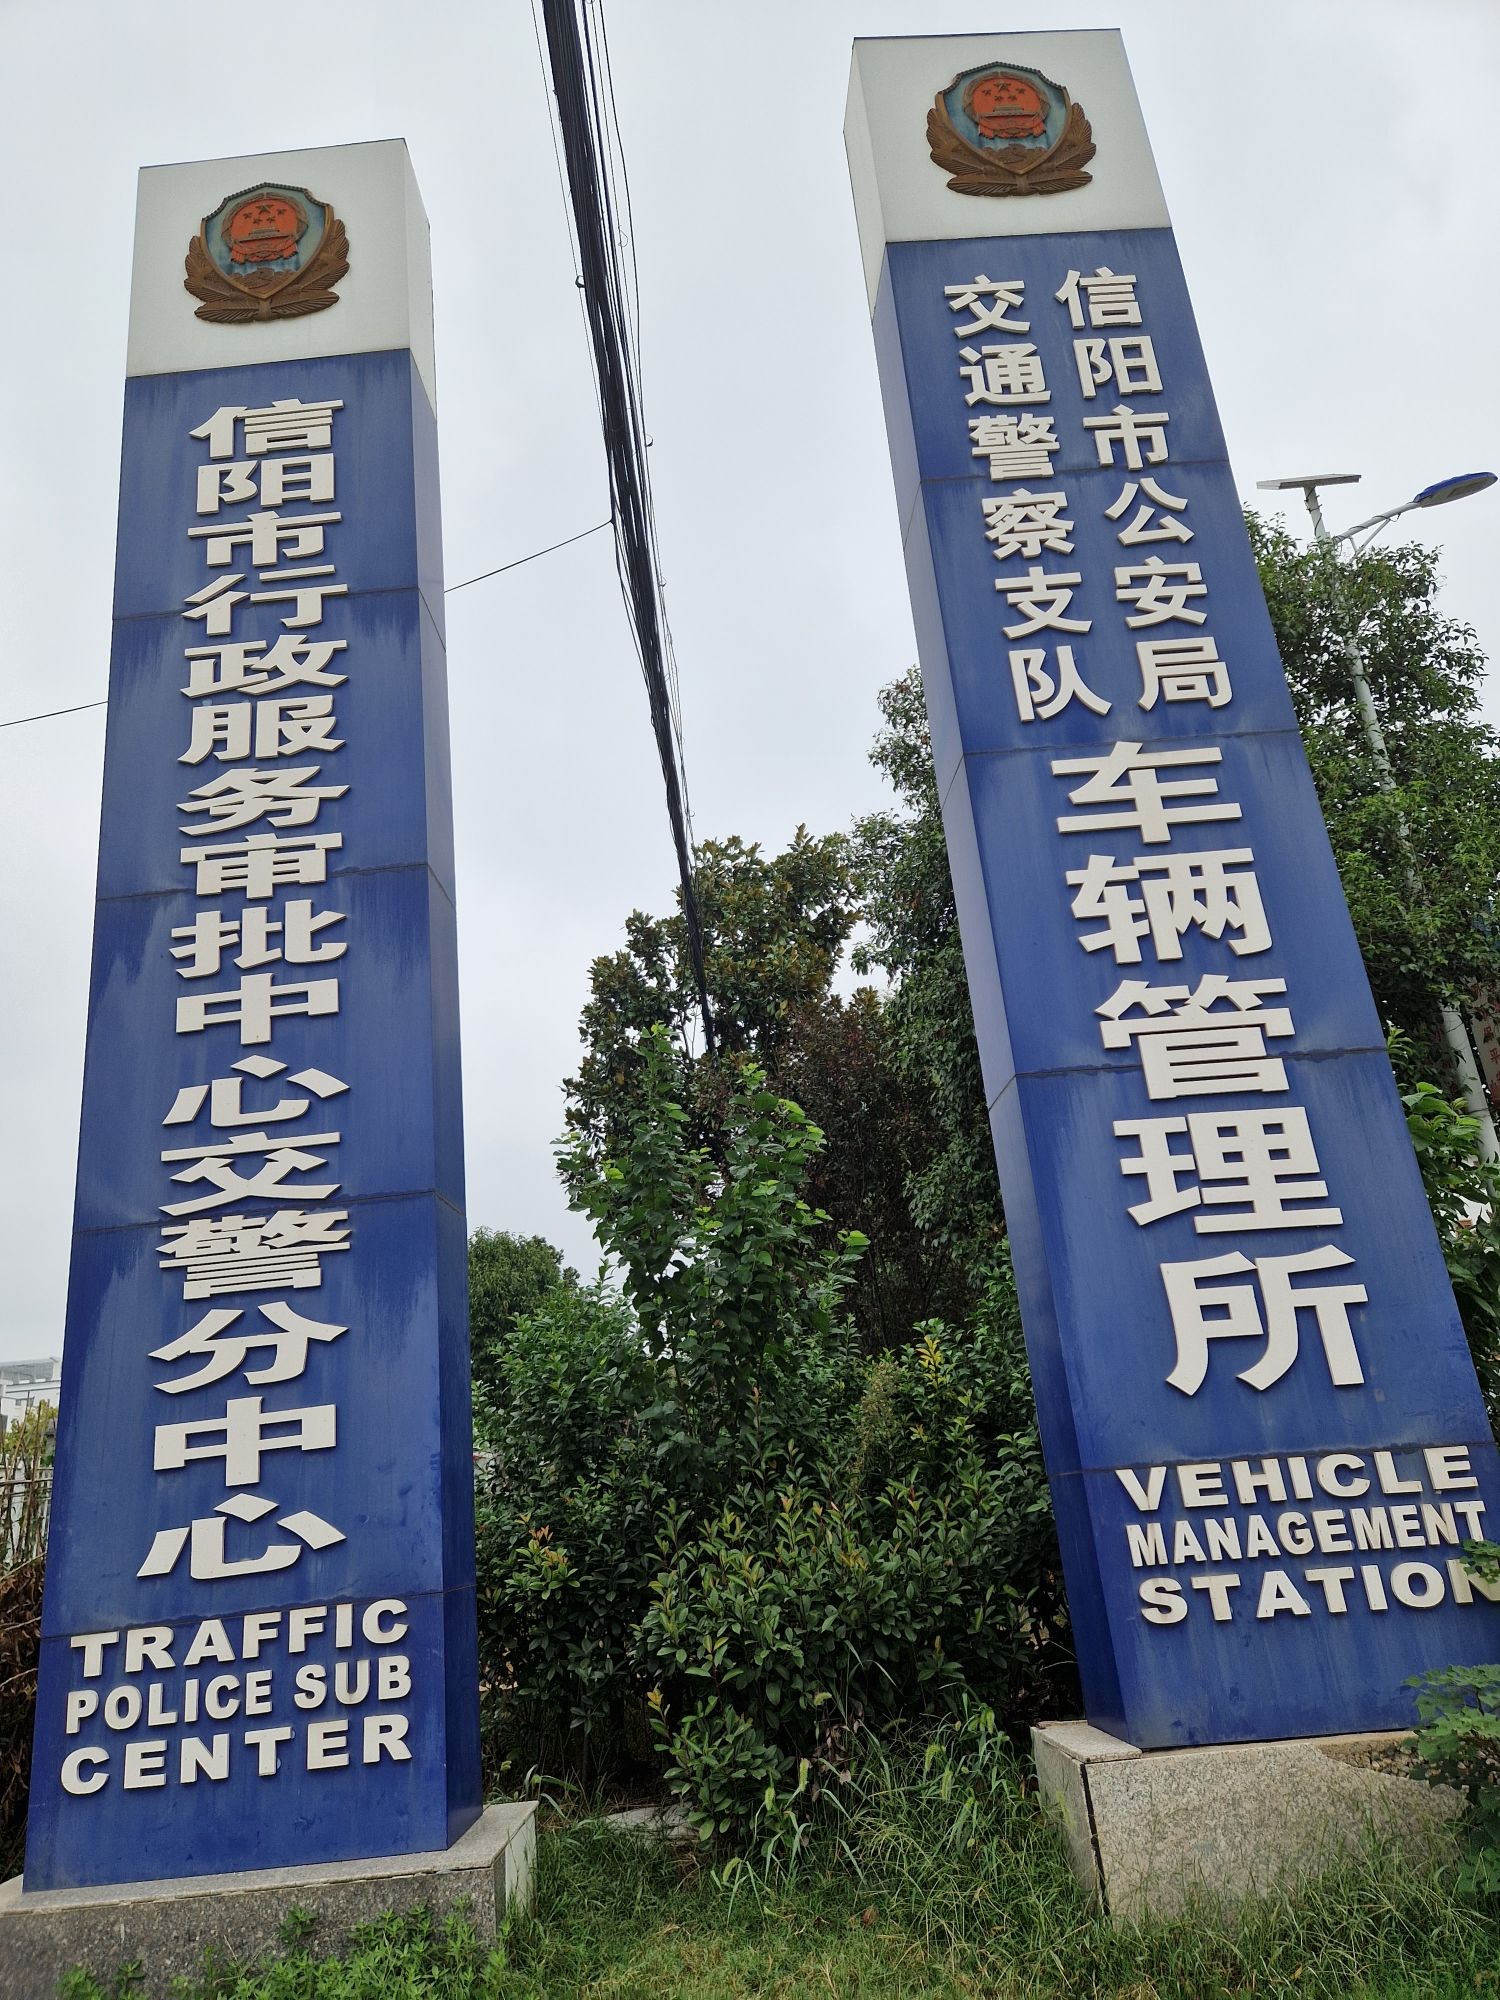 信阳市行政服务审批中心交警分中心
TRAFFIC
POLICE SUB
CENTER
信阳市公安局
交通警察支队
车辆管理所
VEHICLE
MANAGEMENT
STATION